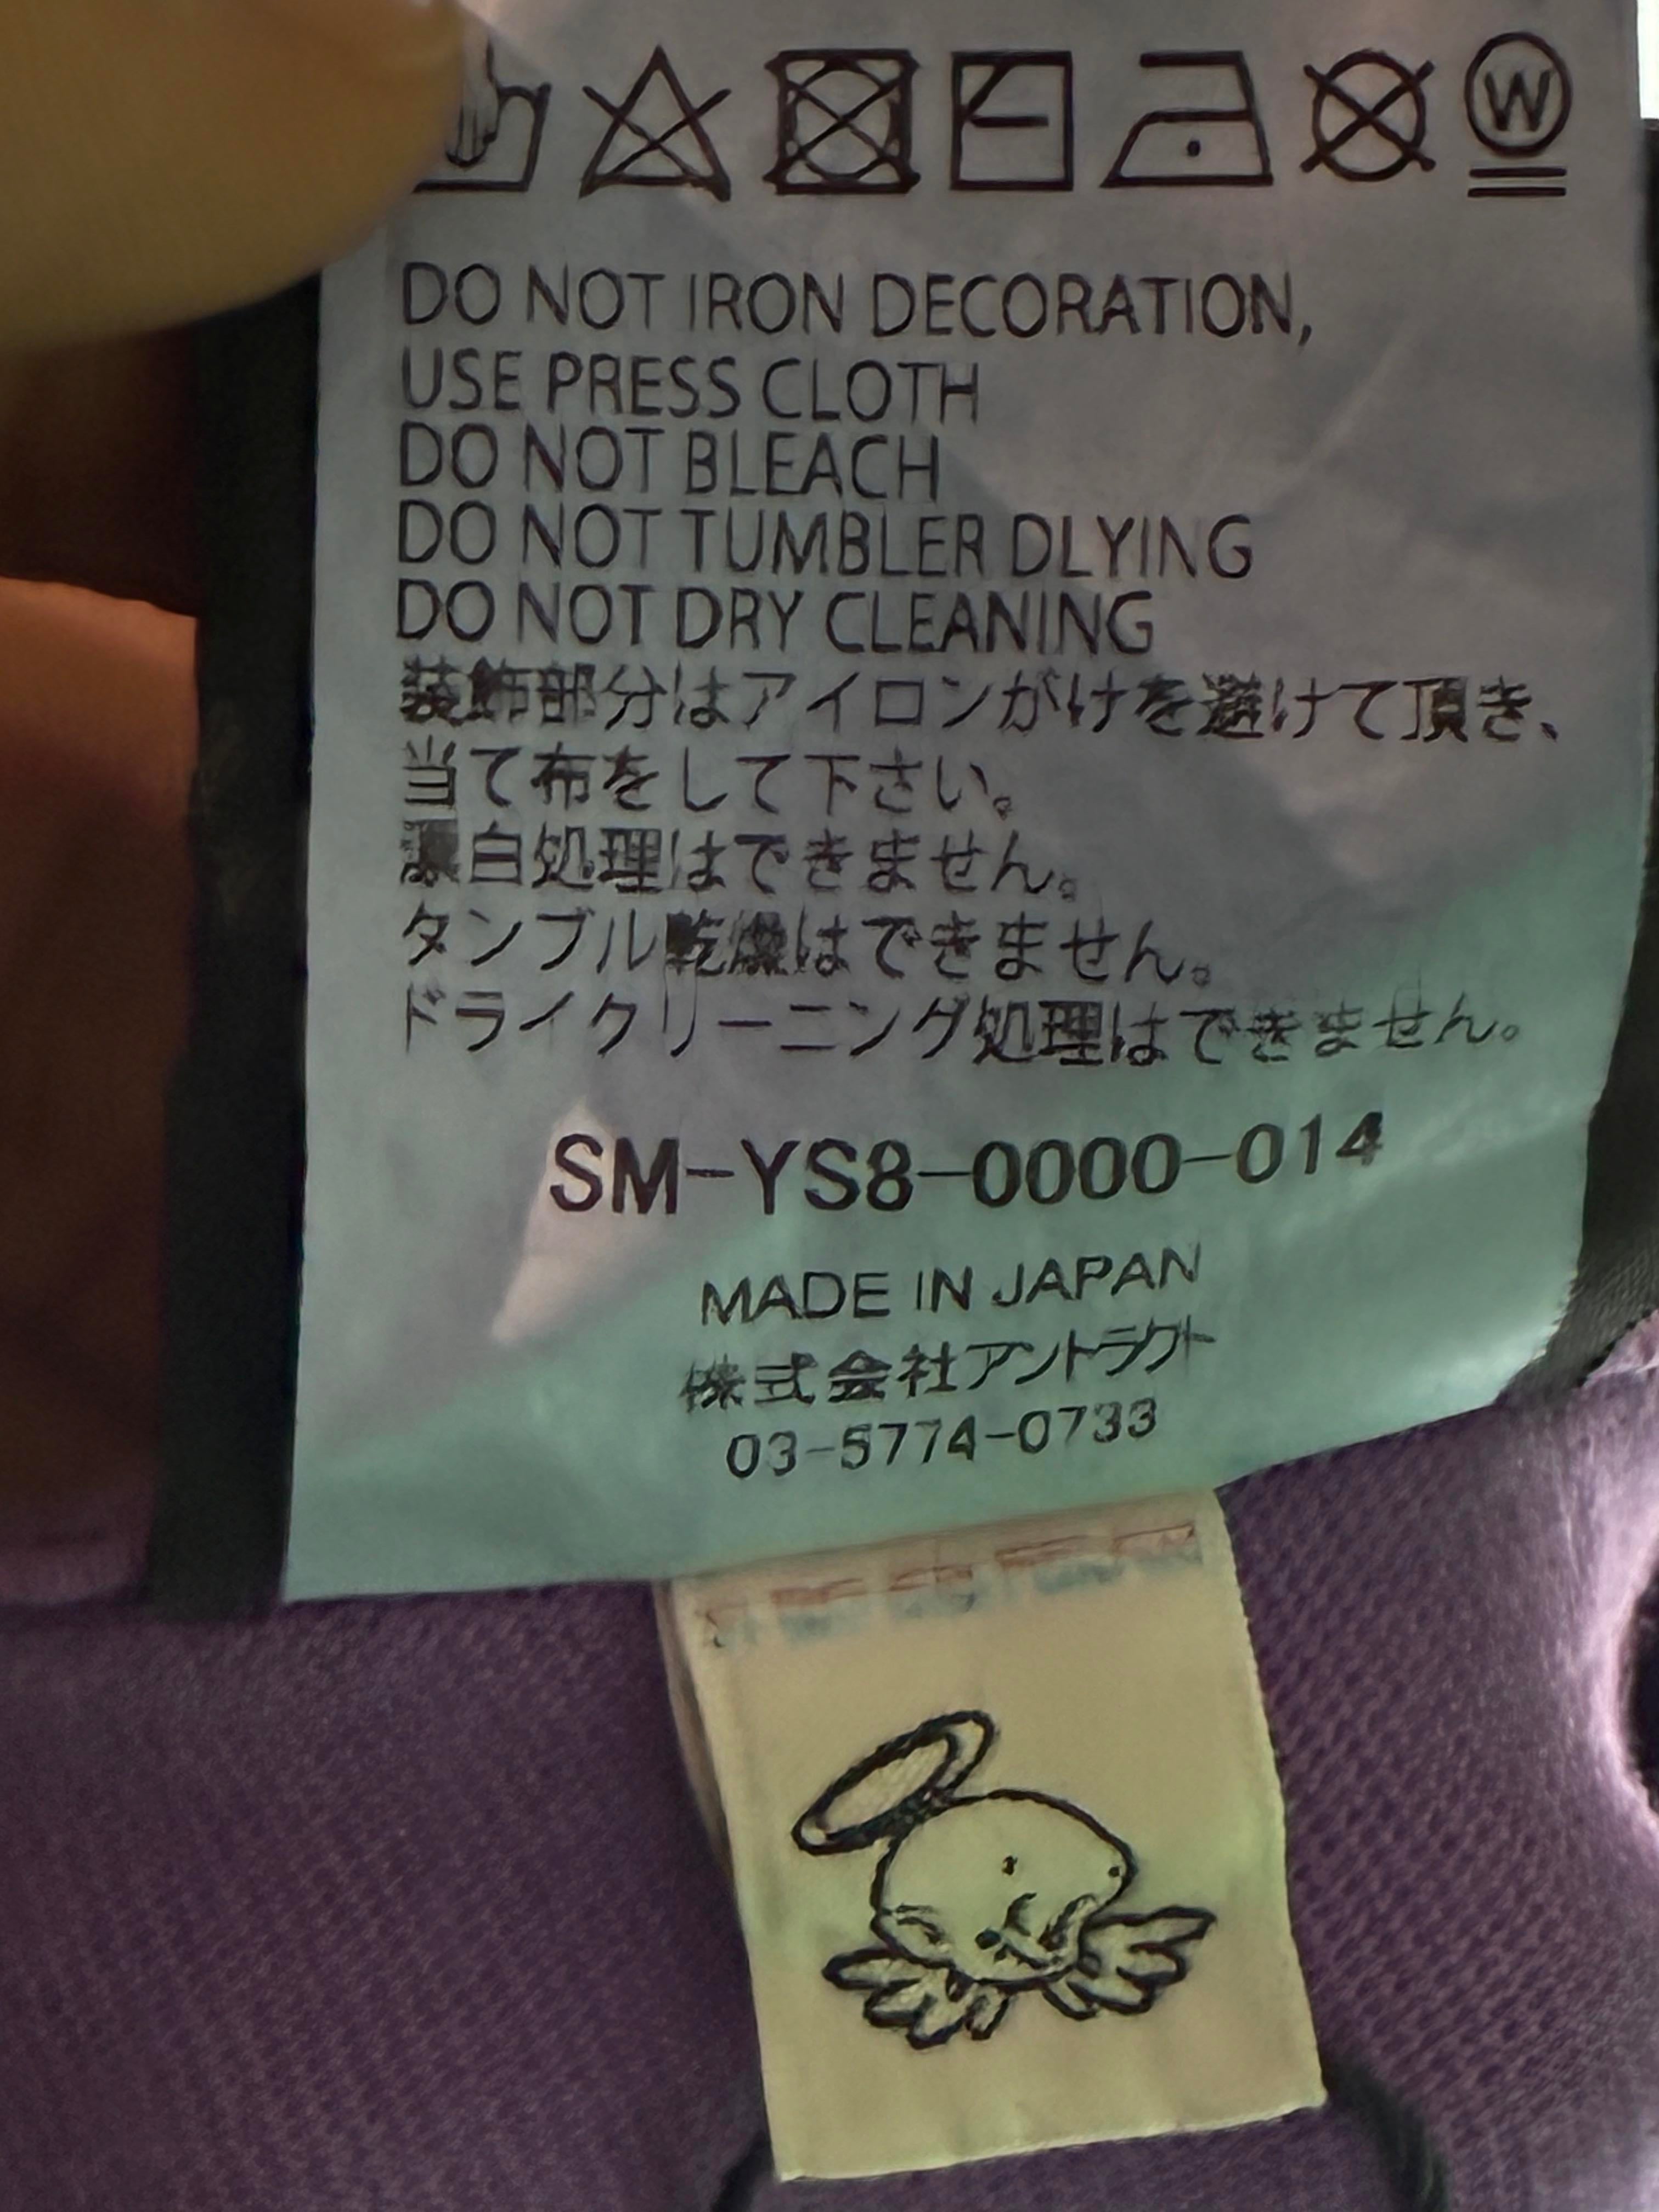 W
DO NOT IRON DECORATION,
USE PRESS CLOTH
DO NOT BLEACH
DO NOT TUMBLER DLYING
DO NOT DRY CLEANING
装飾部分はアイロンがけを避けて頂き、
当て布をして下さい。
漂白処理はできません。
タンブル乾燥はできません。
ドライクリーニング処理はできません。
SM-YS8-0000-014
MADE IN JAPAN
株式会社アントラクト
03-5774-0733